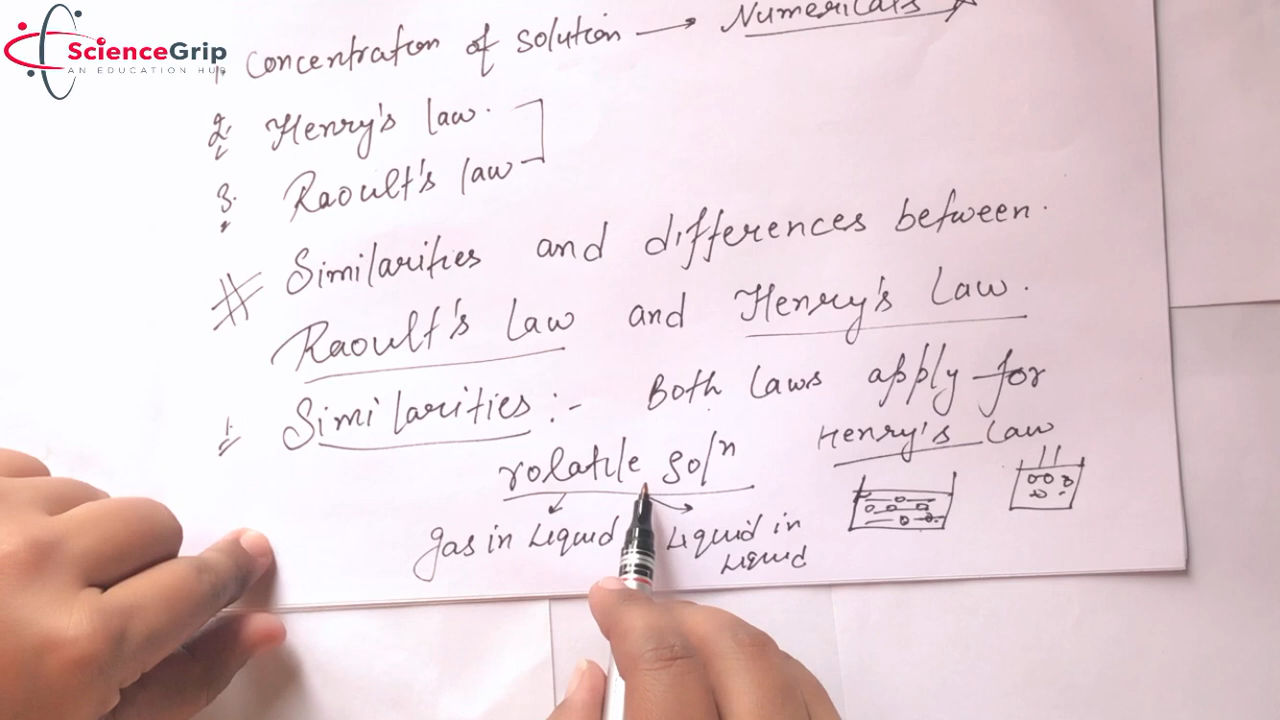 ScienceGrip
AN EDUCATION HUB
1. Concentration of solution → Numericals
2. Henry's law.
3. Raoult's law
# Similarities and differences between.
Raoult's Law and Henry's Law.
1. Similarities :- Both Laws apply for
volatile solⁿ
gas in Liquid Liquid in
Liquid
Henry's Law